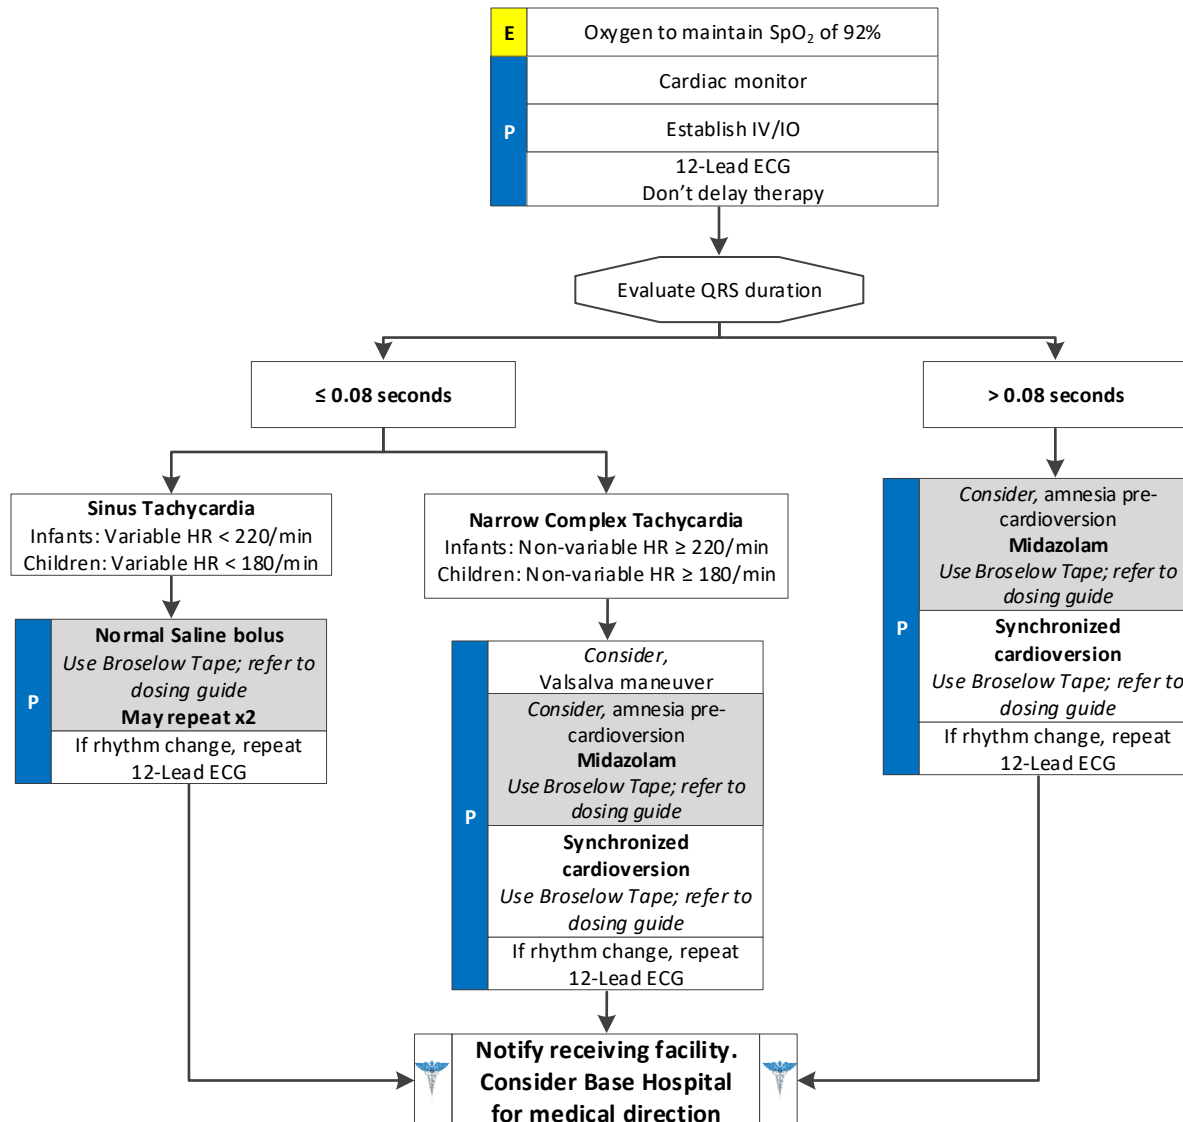 E
Oxygen to maintain SpO₂ of 92%
P
Cardiac monitor
Establish IV/IO
12-Lead ECG
Don't delay therapy
Evaluate QRS duration
≤ 0.08 seconds
> 0.08 seconds
Sinus Tachycardia
Infants: Variable HR < 220/min
Children: Variable HR < 180/min
P
Normal Saline bolus
Use Broselow Tape; refer to
dosing guide
May repeat x2
If rhythm change, repeat
12-Lead ECG
Narrow Complex Tachycardia
Infants: Non-variable HR ≥ 220/min
Children: Non-variable HR ≥ 180/min
P
Consider,
Valsalva maneuver
Consider, amnesia pre-
cardioversion
Midazolam
Use Broselow Tape; refer to
dosing guide
Synchronized
cardioversion
Use Broselow Tape; refer to
dosing guide
If rhythm change, repeat
12-Lead ECG
P
Consider, amnesia pre-
cardioversion
Midazolam
Use Broselow Tape; refer to
dosing guide
Synchronized
cardioversion
Use Broselow Tape; refer to
dosing guide
If rhythm change, repeat
12-Lead ECG
Notify receiving facility.
Consider Base Hospital
for medical direction